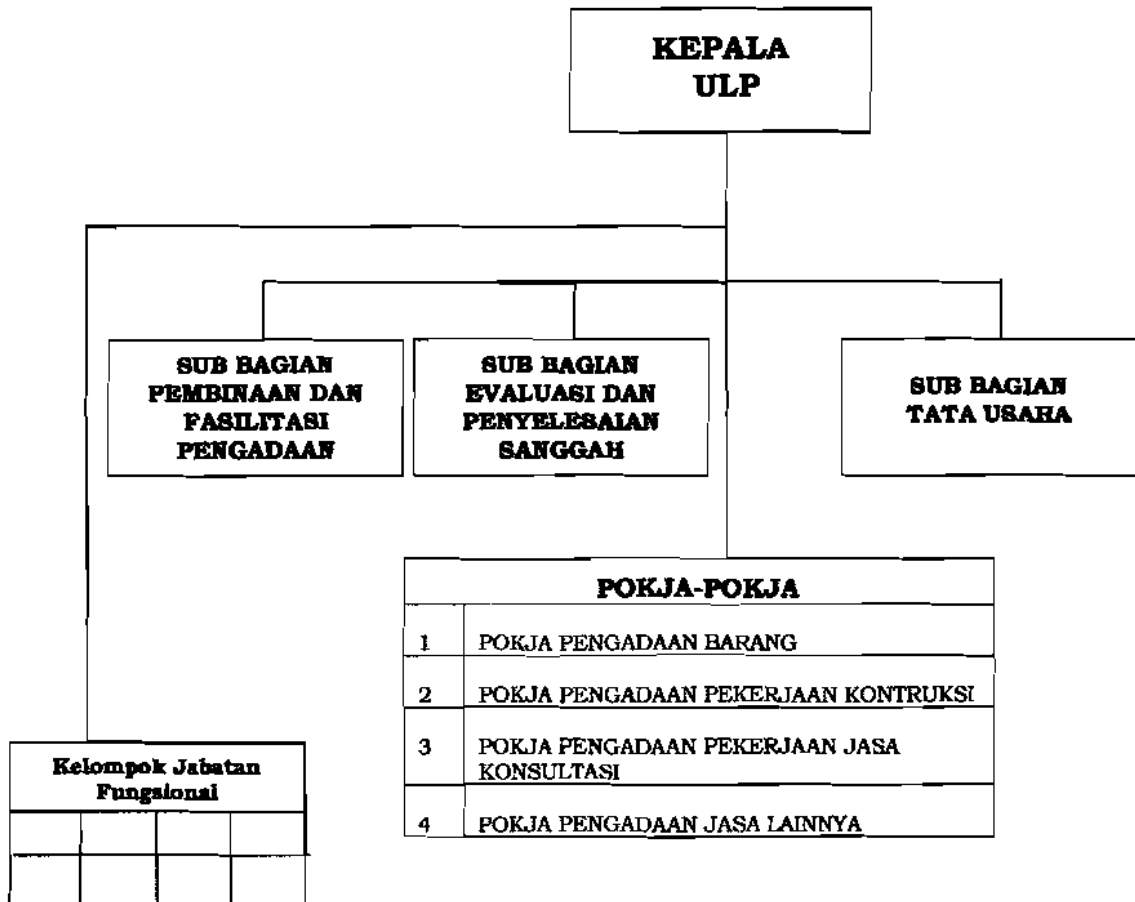 KEPALA
ULP
SUB BAGIAN
PEMBINAAN DAN
FASILITASI
PENGADAAN
SUB BAGIAN
EVALUASI DAN
PENYELESAIAN
SANGGAH
SUB BAGIAN
TATA USAHA
POKJA-POKJA
1 POKJA PENGADAAN BARANG
2 POKJA PENGADAAN PEKERJAAN KONTRUKSI
3 POKJA PENGADAAN PEKERJAAN JASA
KONSULTASI
4 POKJA PENGADAAN JASA LAINNYA
Kelompok Jabatan
Fungsional